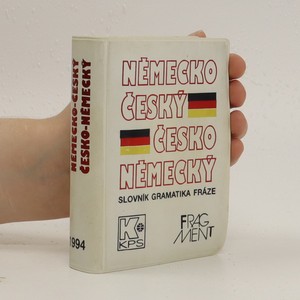 NĚMECKO-ČESKÝ
ČESKO-NĚMECKÝ
1994
NĚMECKO
ČESKÝ
ČESKO
NĚMECKÝ
SLOVNÍK GRAMATIKA FRÁZE
K
KPS
FRAG
MENT